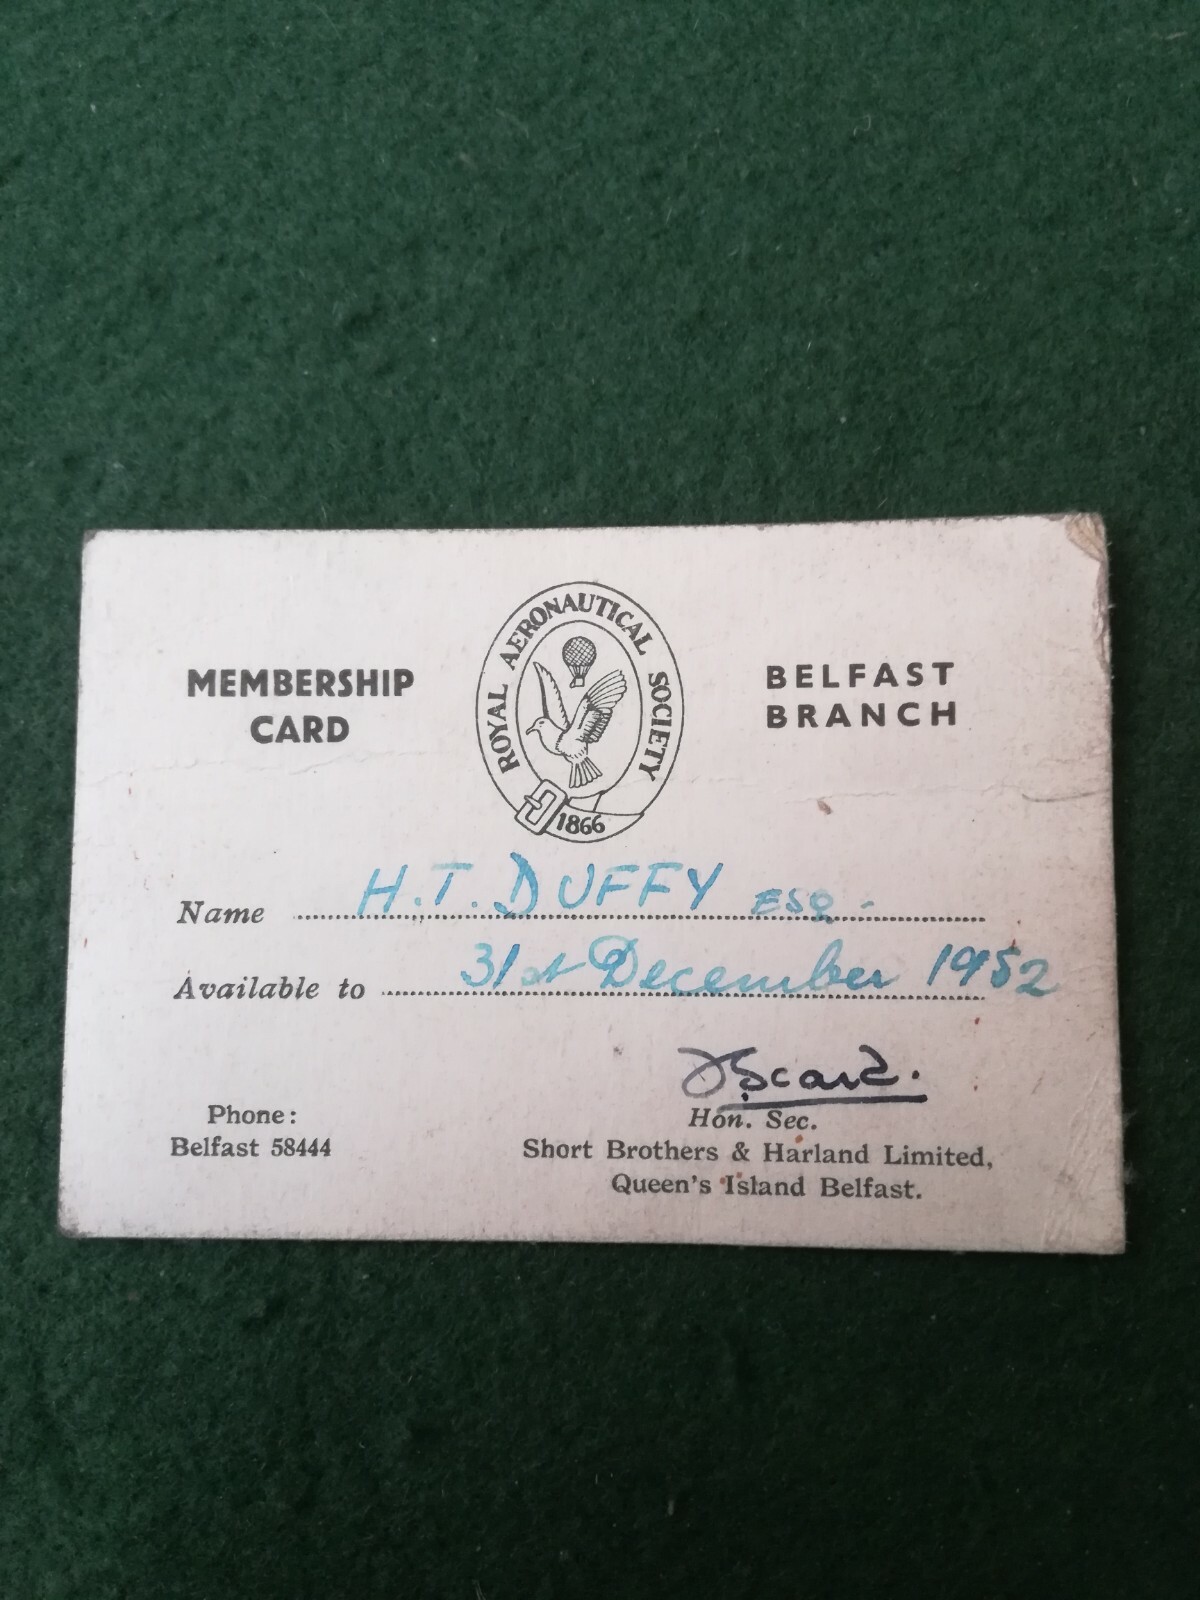 MEMBERSHIP
CARD
ROYAL AERONAUTICAL SOCIETY
1866
BELFAST
BRANCH
Name H.T. DUFFY ESQ.
Available to 31st December 1952
Hon. Sec.
Phone:
Belfast 58444
Short Brothers & Harland Limited,
Queen's Island Belfast.